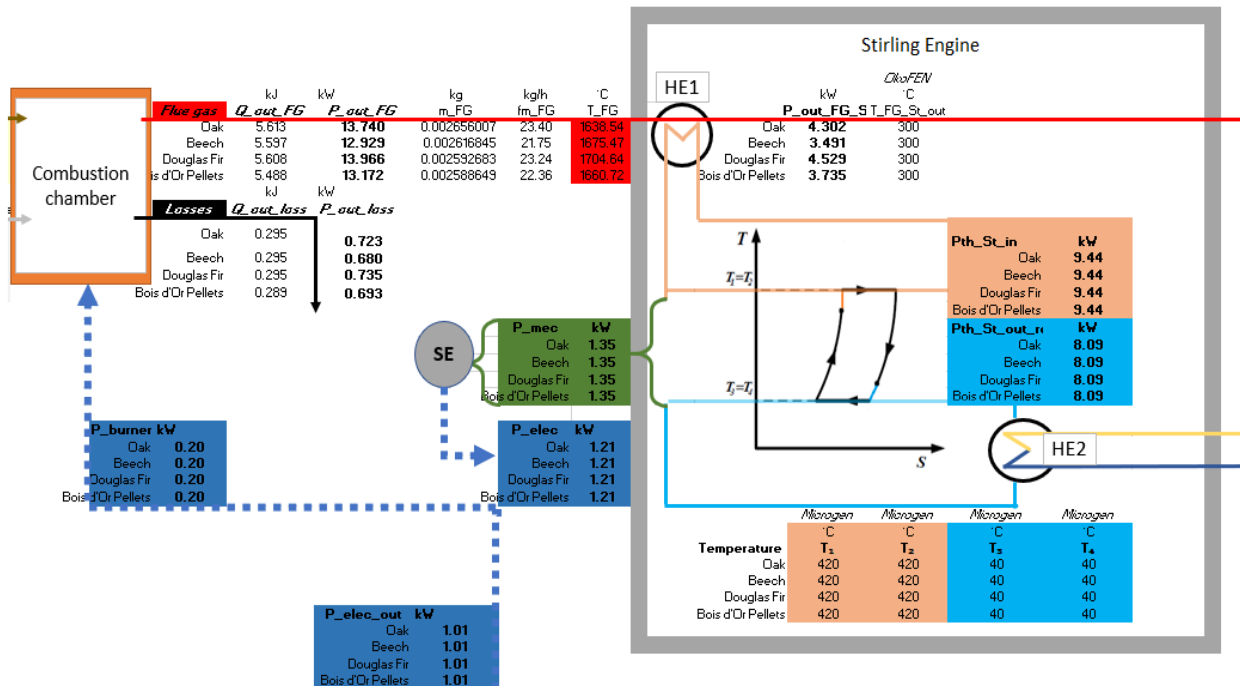 Stirling Engine
ÖkoFEN
HE1
kJ kW kg kg/h °C kW °C
Flue gas Q_out_FG P_out_FG m_FG fm_FG T_FG P_out_FG_S T_FG_St_out
Oak 5.613 13.740 0.002656007 23.40 1638.54 Oak 4.302 300
Beech 5.597 12.929 0.002616845 21.75 1675.47 Beech 3.491 300
Douglas Fir 5.608 13.966 0.002592683 23.24 1704.64 Douglas Fir 4.529 300
Bois d'Or Pellets 5.488 13.172 0.002588649 22.36 1660.72 Bois d'Or Pellets 3.735 300
Combustion
chamber
kJ kW
Losses Q_out_loss P_out_loss
Oak 0.295 0.723
Beech 0.295 0.680
Douglas Fir 0.295 0.735
Bois d'Or Pellets 0.289 0.693
T
T₁=T₂
T₃=T₄
S
Pth_St_in kW
Oak 9.44
Beech 9.44
Douglas Fir 9.44
Bois d'Or Pellets 9.44
Pth_St_out_re kW
Oak 8.09
Beech 8.09
Douglas Fir 8.09
Bois d'Or Pellets 8.09
SE
P_mec kW
Oak 1.35
Beech 1.35
Douglas Fir 1.35
Bois d'Or Pellets 1.35
P_burner kW
Oak 0.20
Beech 0.20
Douglas Fir 0.20
Bois d'Or Pellets 0.20
P_elec kW
Oak 1.21
Beech 1.21
Douglas Fir 1.21
Bois d'Or Pellets 1.21
HE2
Microgen Microgen Microgen Microgen
°C °C °C °C
Temperature T₁ T₂ T₃ T₄
Oak 420 420 40 40
Beech 420 420 40 40
Douglas Fir 420 420 40 40
Bois d'Or Pellets 420 420 40 40
P_elec_out kW
Oak 1.01
Beech 1.01
Douglas Fir 1.01
Bois d'Or Pellets 1.01